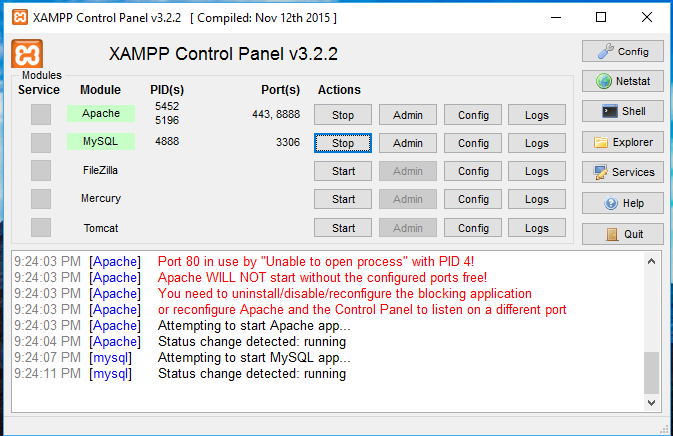 XAMPP Control Panel v3.2.2 [ Compiled: Nov 12th 2015 ]
XAMPP Control Panel v3.2.2
Config
Modules
Service Module PID(s) Port(s) Actions
Netstat
Apache 5452 5196 443, 8888 Stop Admin Config Logs
Shell
MySQL 4888 3306 Stop Admin Config Logs
Explorer
FileZilla Start Admin Config Logs
Services
Mercury Start Admin Config Logs
Help
Tomcat Start Admin Config Logs
Quit
9:24:03 PM [Apache] Port 80 in use by "Unable to open process" with PID 4!
9:24:03 PM [Apache] Apache WILL NOT start without the configured ports free!
9:24:03 PM [Apache] You need to uninstall/disable/reconfigure the blocking application
9:24:03 PM [Apache] or reconfigure Apache and the Control Panel to listen on a different port
9:24:03 PM [Apache] Attempting to start Apache app...
9:24:04 PM [Apache] Status change detected: running
9:24:07 PM [mysql] Attempting to start MySQL app...
9:24:11 PM [mysql] Status change detected: running